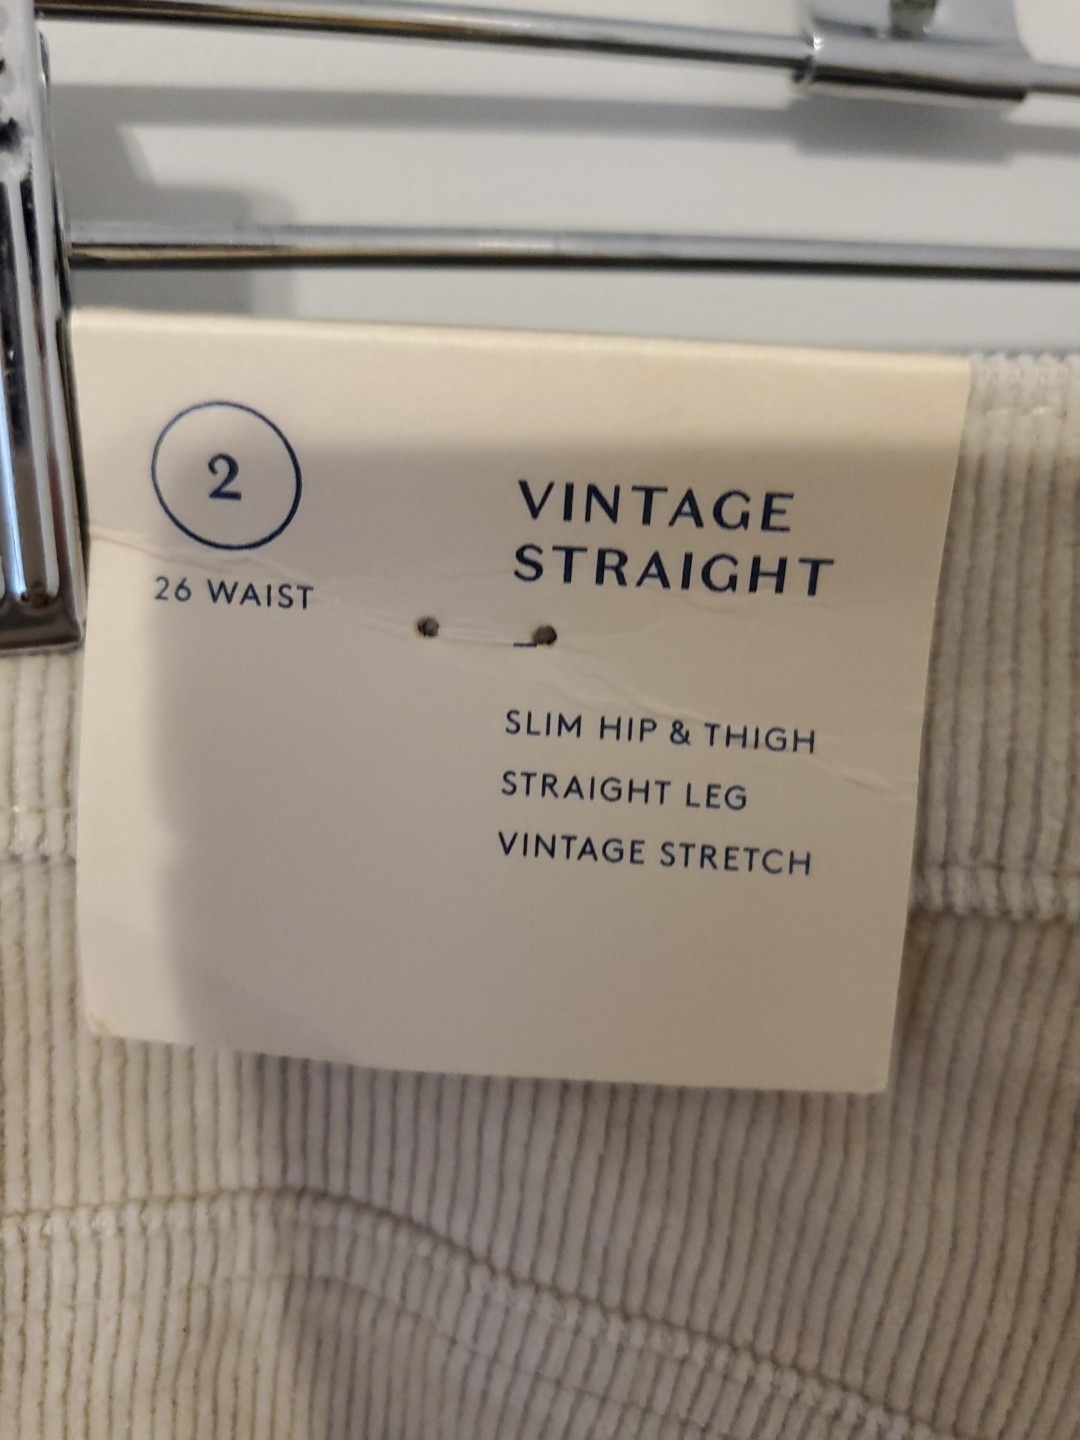 2
26 WAIST
VINTAGE
STRAIGHT
SLIM HIP & THIGH
STRAIGHT LEG
VINTAGE STRETCH